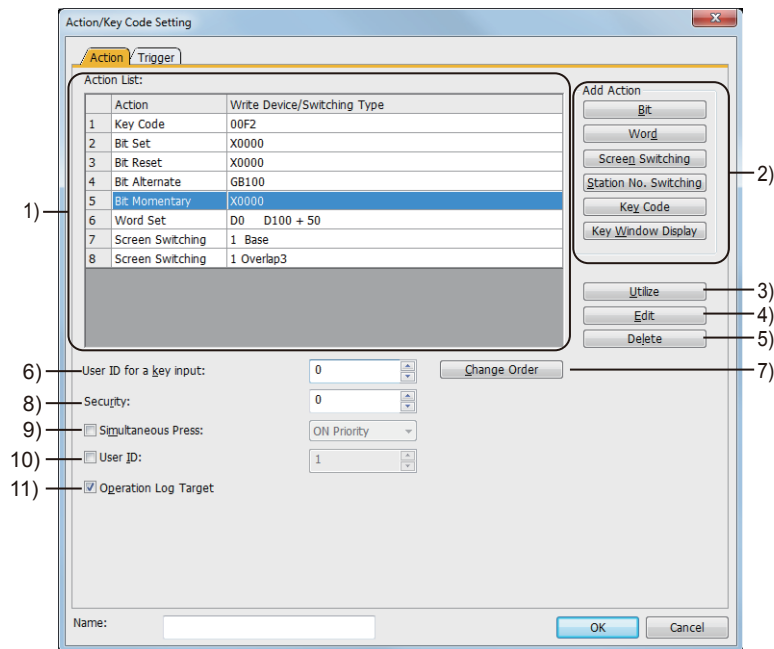 Action/Key Code Setting
x
Action Trigger
Action List:
Action Write Device/Switching Type
1 Key Code 00F2
2 Bit Set X0000
3 Bit Reset X0000
4 Bit Alternate GB100
5 Bit Momentary X0000
6 Word Set D0 D100 + 50
7 Screen Switching 1 Base
8 Screen Switching 1 Overlap3
1)
Add Action
Bit
Word
Screen Switching
Station No. Switching
Key Code
Key Window Display
2)
Utilize 3)
Edit 4)
Delete 5)
6) User ID for a key input: 0 Change Order 7)
8) Security: 0
9) Simultaneous Press: ON Priority
10) User ID: 1
11) Operation Log Target
Name: OK Cancel